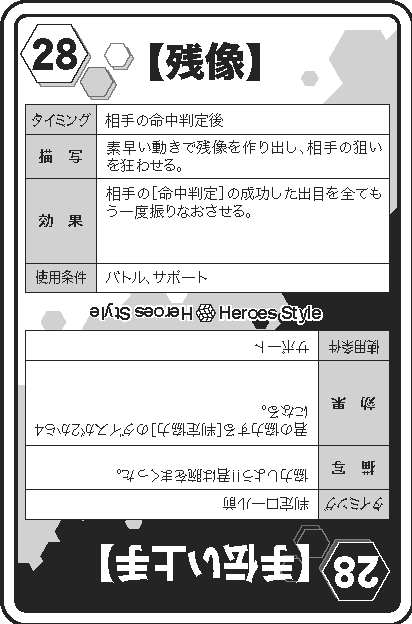 28
【残像】
タイミング 相手の命中判定後
描 写 素早い動きで残像を作り出し、相手の狙い
を狂わせる。
効 果 相手の[命中判定]の成功した出目を全ても
う一度振りなおさせる。
使用条件 バトル、サポート
Heroes Style
Heroes Style
28
【手伝い上手】
タイミング 判定ロール前
描 写 協力しよう!!君は腕をまくった。
効 果 君の協力する[判定協力]のダイスが2から4
になる。
使用条件 サポート